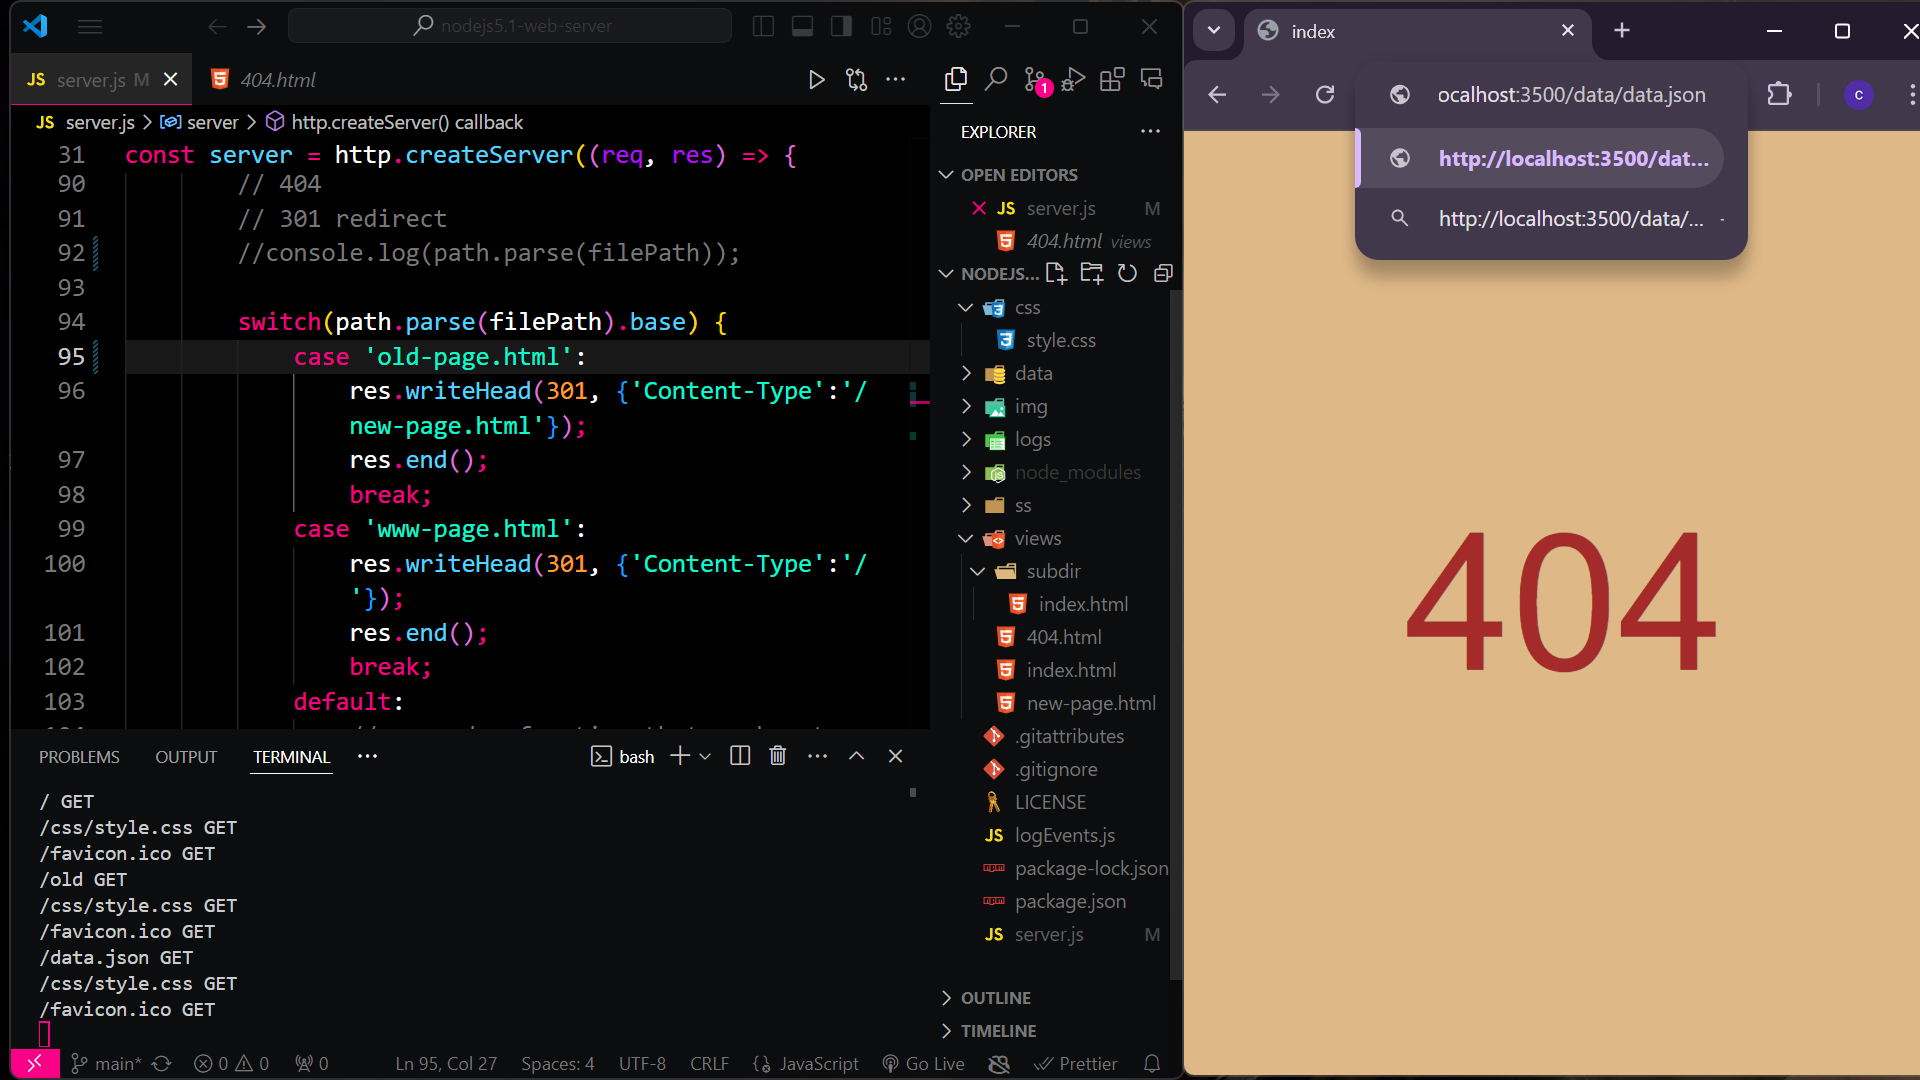 nodejs5.1-web-server
JS server.js M
404.html
JS server.js > server > http.createServer() callback
31 const server = http.createServer((req, res) => {
90 // 404
91 // 301 redirect
92 //console.log(path.parse(filePath));
93
94 switch(path.parse(filePath).base) {
95 case 'old-page.html':
96 res.writeHead(301, {'Content-Type':'/
new-page.html'});
97 res.end();
98 break;
99 case 'www-page.html':
100 res.writeHead(301, {'Content-Type':'/
'});
101 res.end();
102 break;
103 default:
PROBLEMS OUTPUT TERMINAL ··· bash
/ GET
/css/style.css GET
/favicon.ico GET
/old GET
/css/style.css GET
/favicon.ico GET
/data.json GET
/css/style.css GET
/favicon.ico GET
main* 0 0 0 Ln 95, Col 27 Spaces: 4 UTF-8 CRLF JavaScript Go Live Prettier
1
EXPLORER
OPEN EDITORS
JS server.js M
404.html views
NODEJS...
css
style.css
data
img
logs
node_modules
ss
views
subdir
index.html
404.html
index.html
new-page.html
.gitattributes
.gitignore
LICENSE
JS logEvents.js
package-lock.json
package.json
JS server.js M
OUTLINE
TIMELINE
index
ocalhost:3500/data/data.json
c
http://localhost:3500/dat...
http://localhost:3500/data/... -
404